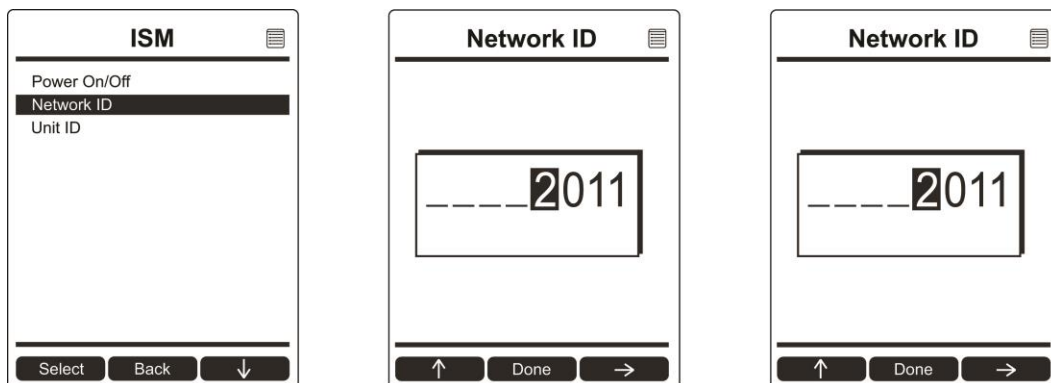 ISM
Power On/Off
Network ID
Unit ID
Select Back ↓
Network ID
____2011
↑ Done →
Network ID
____2011
↑ Done →